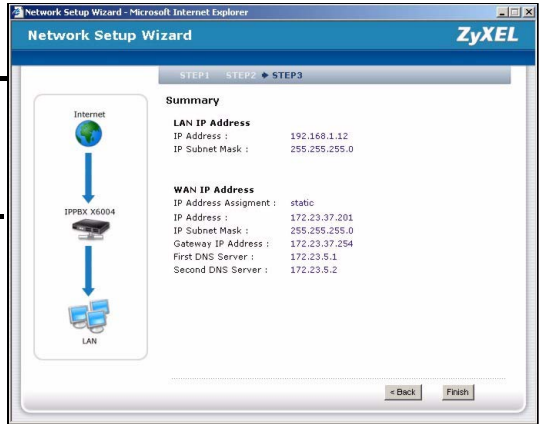 Network Setup Wizard - Microsoft Internet Explorer
Network Setup Wizard
ZyXEL
STEP1 STEP2 STEP3
Internet
IPPBX X6004
LAN
Summary
LAN IP Address
IP Address : 192.168.1.12
IP Subnet Mask : 255.255.255.0
WAN IP Address
IP Address Assigment : static
IP Address : 172.23.37.201
IP Subnet Mask : 255.255.255.0
Gateway IP Address : 172.23.37.254
First DNS Server : 172.23.5.1
Second DNS Server : 172.23.5.2
< Back Finish